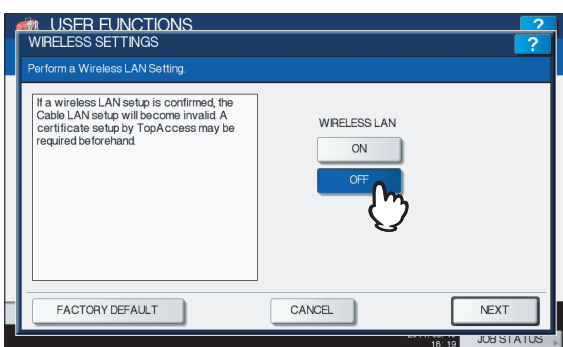 USER FUNCTIONS
?
WIRELESS SETTINGS
?
Perform a Wireless LAN Setting.
If a wireless LAN setup is confirmed, the
Cable LAN setup will become invalid. A
certificate setup by TopAccess may be
required beforehand.
WIRELESS LAN
ON
OFF
FACTORY DEFAULT
CANCEL
NEXT
18:19
JOB STATUS